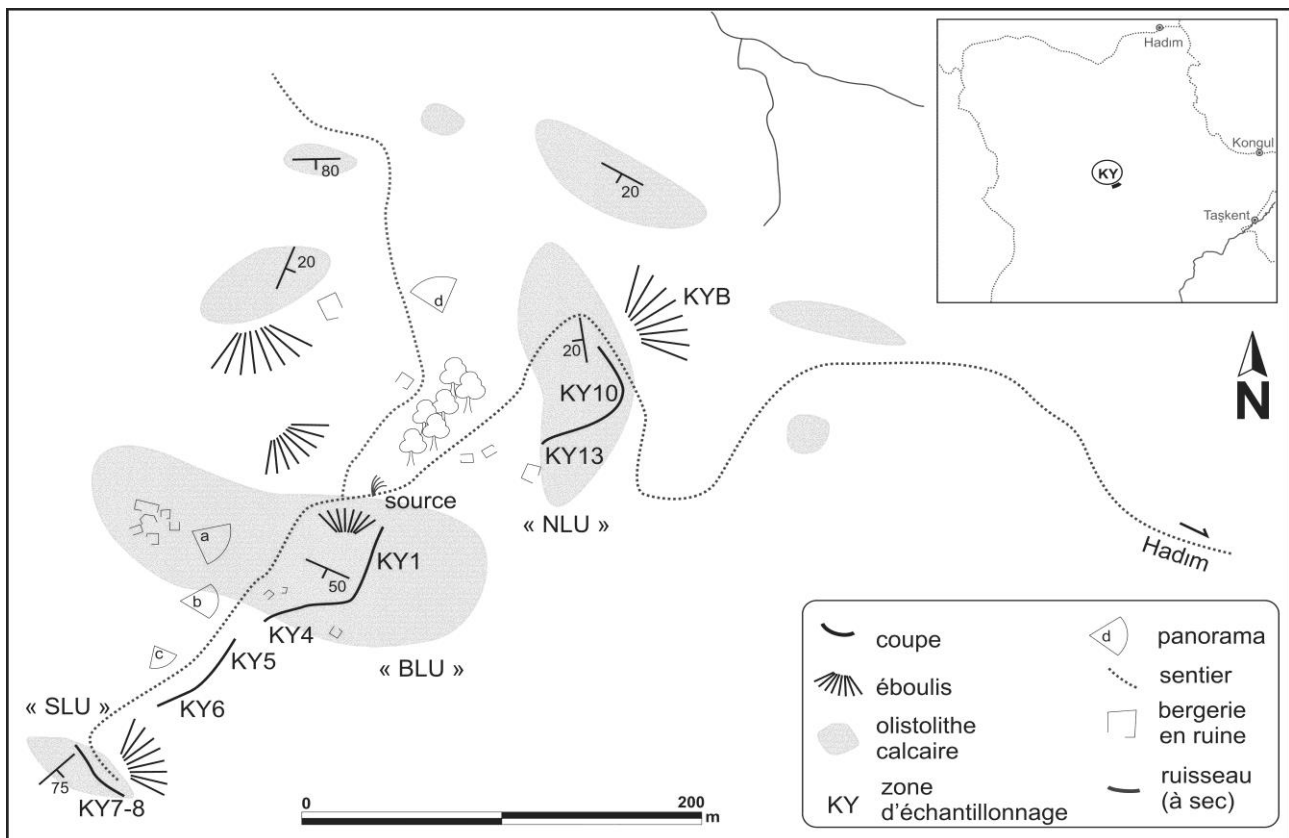 Hadım
Kongul
KY
Taşkent
80
20
20
d
KYB
20
KY10
N
KY13
source
« NLU »
a
KY1
Hadım
50
b
KY4
c
KY5
« BLU »
« SLU »
KY6
75
KY7-8
0
200
m
coupe
d
panorama
éboulis
sentier
olistolithe
calcaire
bergerie
en ruine
KY
zone
d'échantillonnage
ruisseau
(à sec)